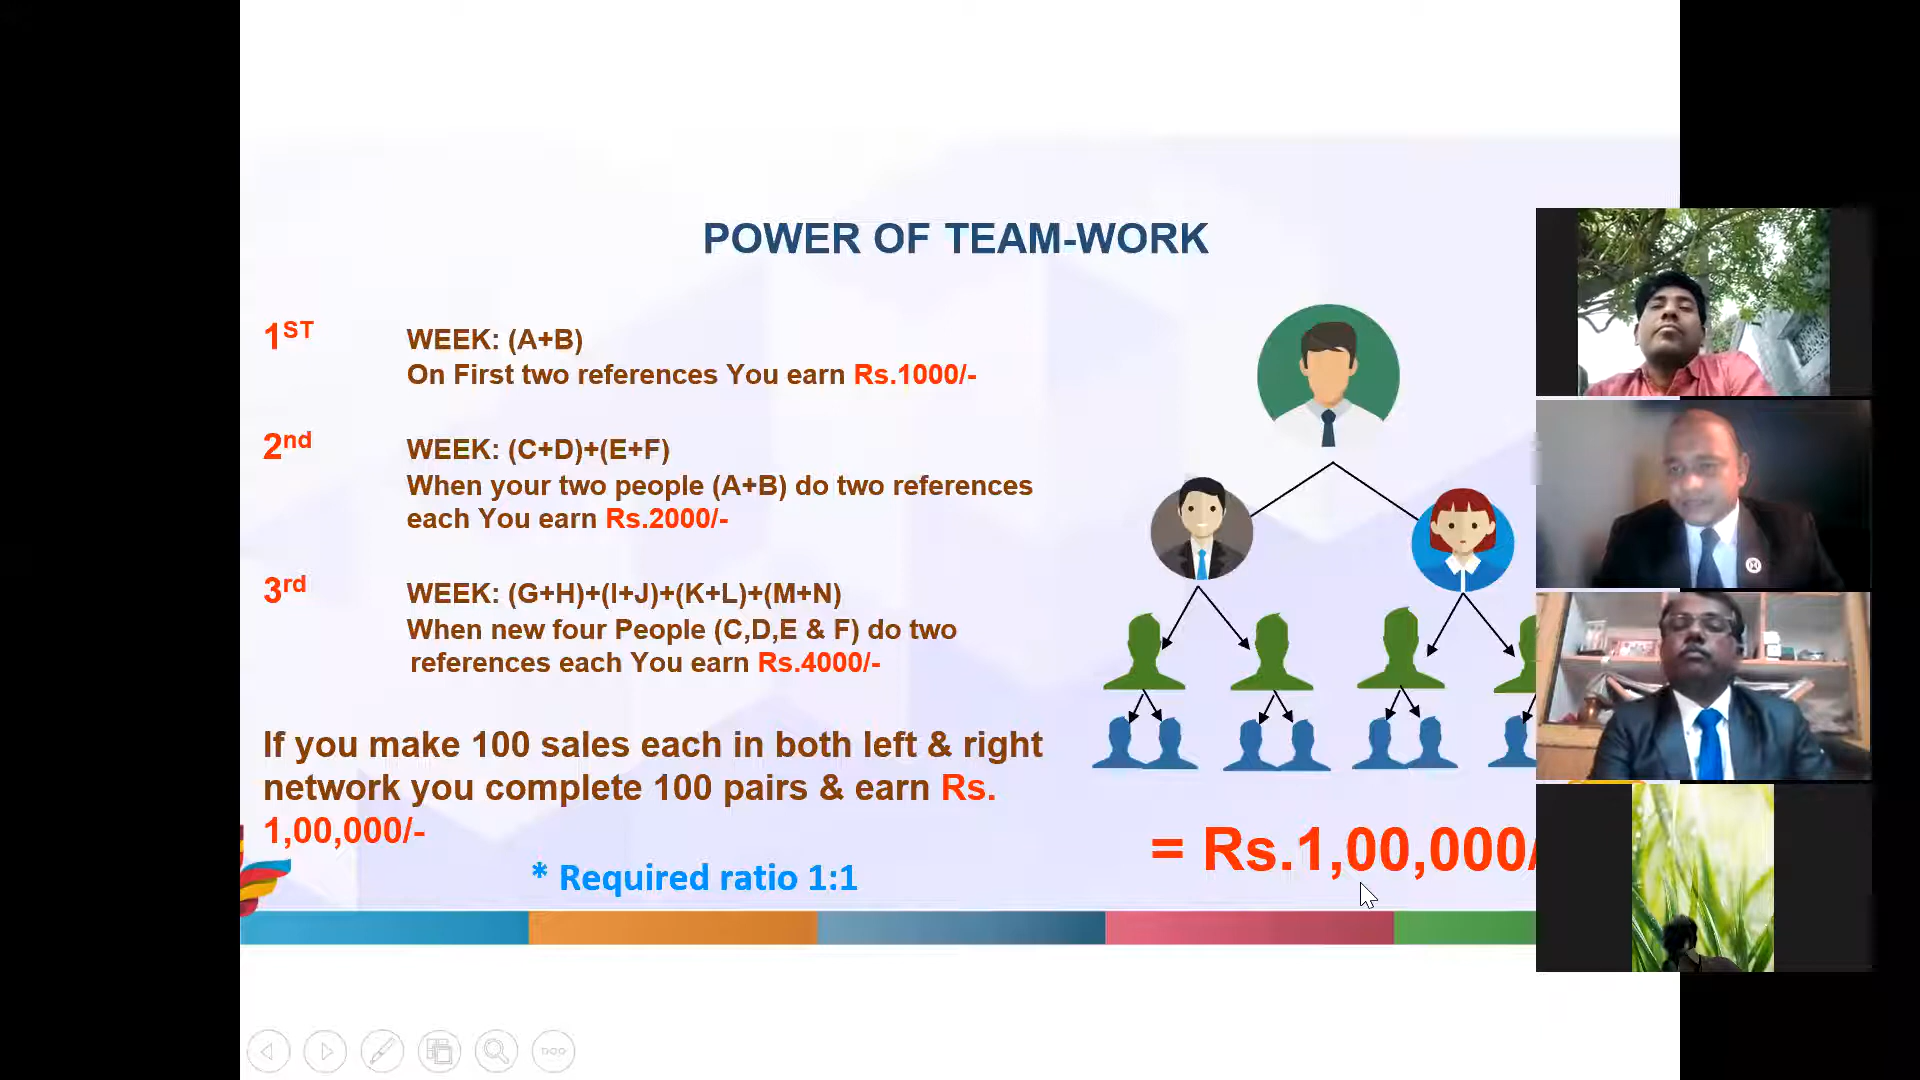 POWER OF TEAM-WORK
1ST
WEEK: (A+B)
On First two references You earn Rs.1000/-
2nd
WEEK: (C+D)+(E+F)
When your two people (A+B) do two references
each You earn Rs.2000/-
3rd
WEEK: (G+H)+(I+J)+(K+L)+(M+N)
When new four People (C,D,E & F) do two
references each You earn Rs.4000/-
If you make 100 sales each in both left & right
network you complete 100 pairs & earn Rs.
1,00,000/-
* Required ratio 1:1
= Rs.1,00,000/